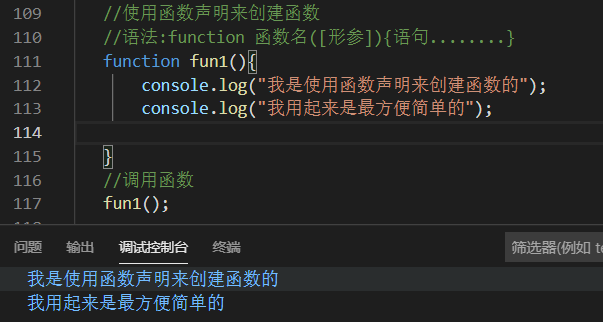 109 //使用函数声明来创建函数
110 //语法:function 函数名([形参]){语句........}
111 function fun1(){
112 console.log("我是使用函数声明来创建函数的");
113 console.log("我用起来是最方便简单的");
114
115 }
116 //调用函数
117 fun1();
问题 输出 调试控制台 终端 筛选器(例如 te
我是使用函数声明来创建函数的
我用起来是最方便简单的